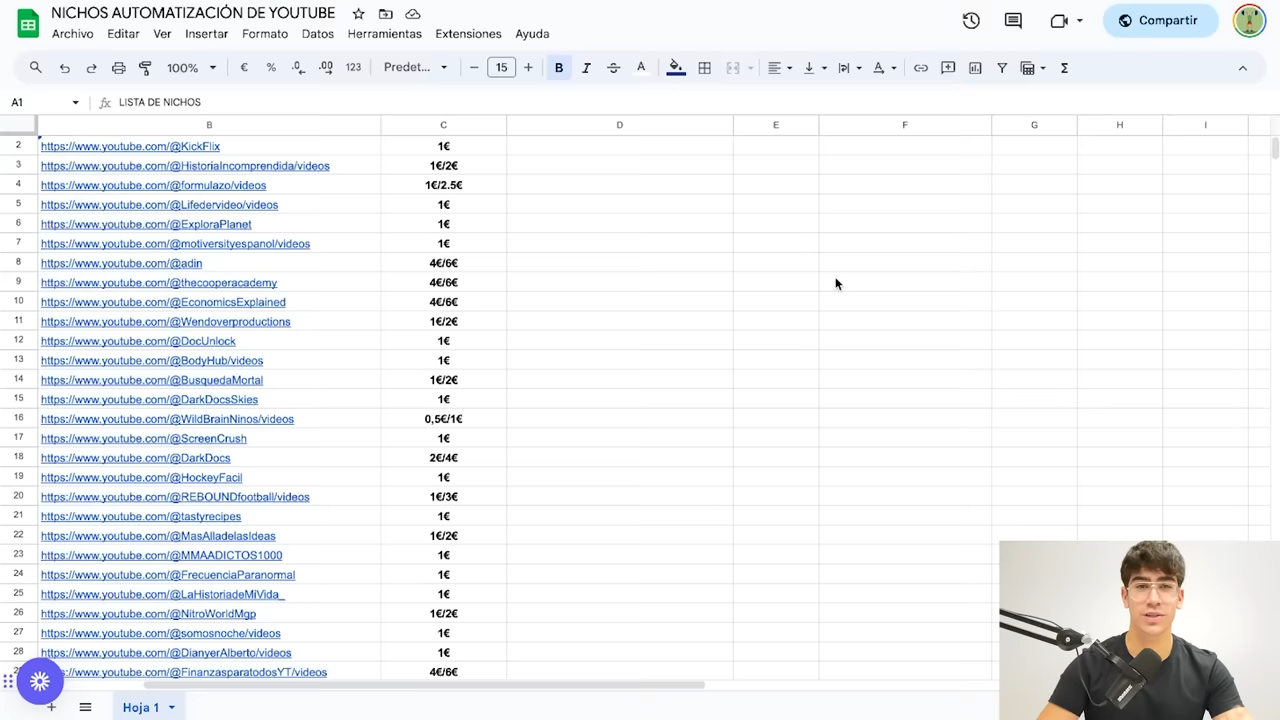 NICHOS AUTOMATIZACIÓN DE YOUTUBE
Archivo Editar Ver Insertar Formato Datos Herramientas Extensiones Ayuda
Compartir
100% € % .0 .00 123 Predet... 15 B I S A
A1 fx LISTA DE NICHOS
B C D E F G H I
2 https://www.youtube.com/@KickFlix 1€
3 https://www.youtube.com/@HistoriaIncomprendida/videos 1€/2€
4 https://www.youtube.com/@formulazo/videos 1€/2.5€
5 https://www.youtube.com/@Lifedervideo/videos 1€
6 https://www.youtube.com/@ExploraPlanet 1€
7 https://www.youtube.com/@motiversityespanol/videos 1€
8 https://www.youtube.com/@adin 4€/6€
9 https://www.youtube.com/@thecooperacademy 4€/6€
10 https://www.youtube.com/@EconomicsExplained 4€/6€
11 https://www.youtube.com/@Wendoverproductions 1€/2€
12 https://www.youtube.com/@DocUnlock 1€
13 https://www.youtube.com/@BodyHub/videos 1€
14 https://www.youtube.com/@BusquedaMortal 1€/2€
15 https://www.youtube.com/@DarkDocsSkies 1€
16 https://www.youtube.com/@WildBrainNinos/videos 0,5€/1€
17 https://www.youtube.com/@ScreenCrush 1€
18 https://www.youtube.com/@DarkDocs 2€/4€
19 https://www.youtube.com/@HockeyFacil 1€
20 https://www.youtube.com/@REBOUNDfootball/videos 1€/3€
21 https://www.youtube.com/@tastyrecipes 1€
22 https://www.youtube.com/@MasAlladelasIdeas 1€/2€
23 https://www.youtube.com/@MMAADICTOS1000 1€
24 https://www.youtube.com/@FrecuenciaParanormal 1€
25 https://www.youtube.com/@LaHistoriadeMiVida_ 1€
26 https://www.youtube.com/@NitroWorldMgp 1€/2€
27 https://www.youtube.com/@somosnoche/videos 1€
28 https://www.youtube.com/@DianyerAlberto/videos 1€
www.youtube.com/@FinanzasparatodosYT/videos 4€/6€
Hoja 1